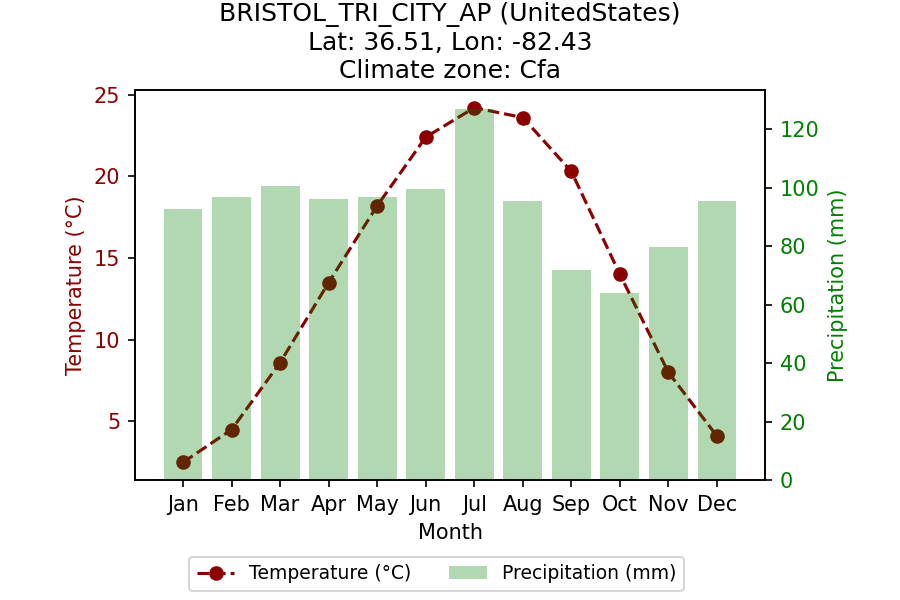 BRISTOL_TRI_CITY_AP (UnitedStates)
Lat: 36.51, Lon: -82.43
Climate zone: Cfa
25
20
15
10
5
Temperature (°C)
120
100
80
60
40
20
0
Precipitation (mm)
Jan Feb Mar Apr May Jun Jul Aug Sep Oct Nov Dec
Month
Temperature (°C) Precipitation (mm)